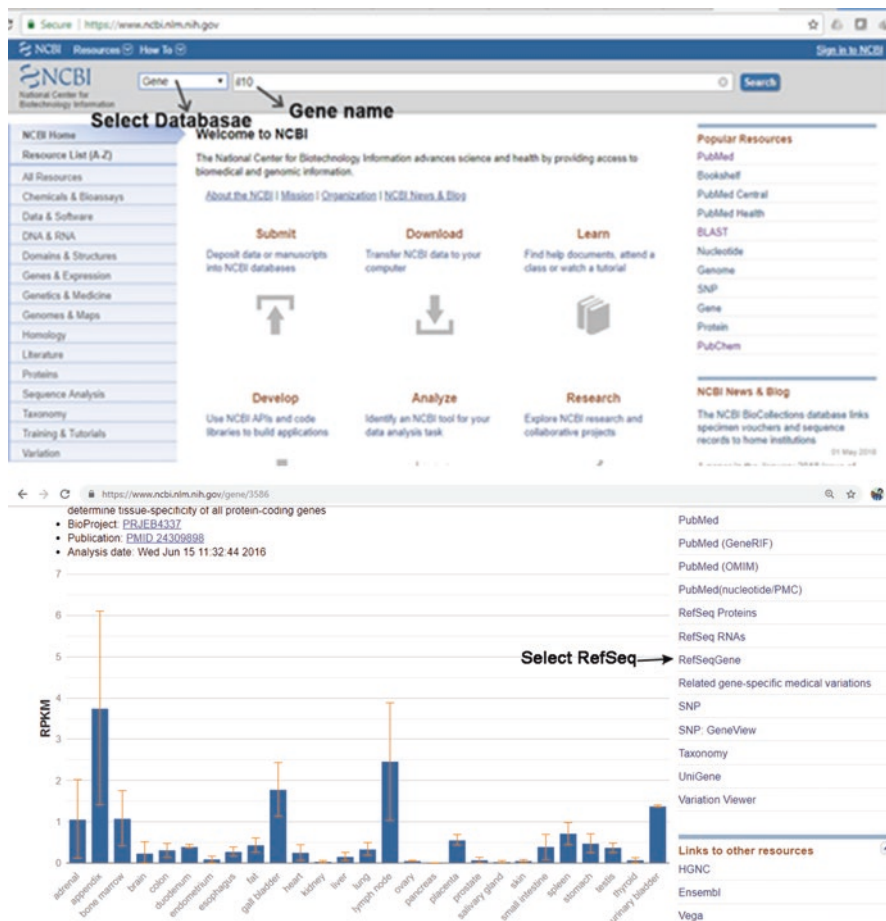 Secure | https://www.ncbi.nlm.nih.gov
NCBI Resources How To Sign in to NCBI
NCBI
National Center for
Biotechnology Information
Gene il10 Search
Select Databasae Gene name
NCBI Home
Resource List (A-Z)
All Resources
Chemicals & Bioassays
Data & Software
DNA & RNA
Domains & Structures
Genes & Expression
Genetics & Medicine
Genomes & Maps
Homology
Literature
Proteins
Sequence Analysis
Taxonomy
Training & Tutorials
Variation
Welcome to NCBI
The National Center for Biotechnology Information advances science and health by providing access to
biomedical and genomic information.
About the NCBI | Mission | Organization | NCBI News & Blog
Submit
Deposit data or manuscripts
into NCBI databases
Download
Transfer NCBI data to your
computer
Learn
Find help documents, attend a
class or watch a tutorial
Develop
Use NCBI APIs and code
libraries to build applications
Analyze
Identify an NCBI tool for your
data analysis task
Research
Explore NCBI research and
collaborative projects
Popular Resources
PubMed
Bookshelf
PubMed Central
PubMed Health
BLAST
Nucleotide
Genome
SNP
Gene
Protein
PubChem
NCBI News & Blog
The NCBI BioCollections database links
specimen vouchers and sequence
records to home institutions
01 May 2018
https://www.ncbi.nlm.nih.gov/gene/3586
determine tissue-specificity of all protein-coding genes
• BioProject: PRJEB4337
• Publication: PMID 24309898
• Analysis date: Wed Jun 15 11:32:44 2016
7
6
5
4
3
2
1
0
RPKM
adrenal
appendix
bone marrow
brain
colon
duodenum
endometrium
esophagus
fat
gall bladder
heart
kidney
liver
lung
lymph node
ovary
pancreas
placenta
prostate
salivary gland
skin
small intestine
spleen
stomach
testis
thyroid
urinary bladder
Select RefSeq
PubMed
PubMed (GeneRIF)
PubMed (OMIM)
PubMed(nucleotide/PMC)
RefSeq Proteins
RefSeq RNAs
RefSeqGene
Related gene-specific medical variations
SNP
SNP: GeneView
Taxonomy
UniGene
Variation Viewer
Links to other resources
HGNC
Ensembl
Vega